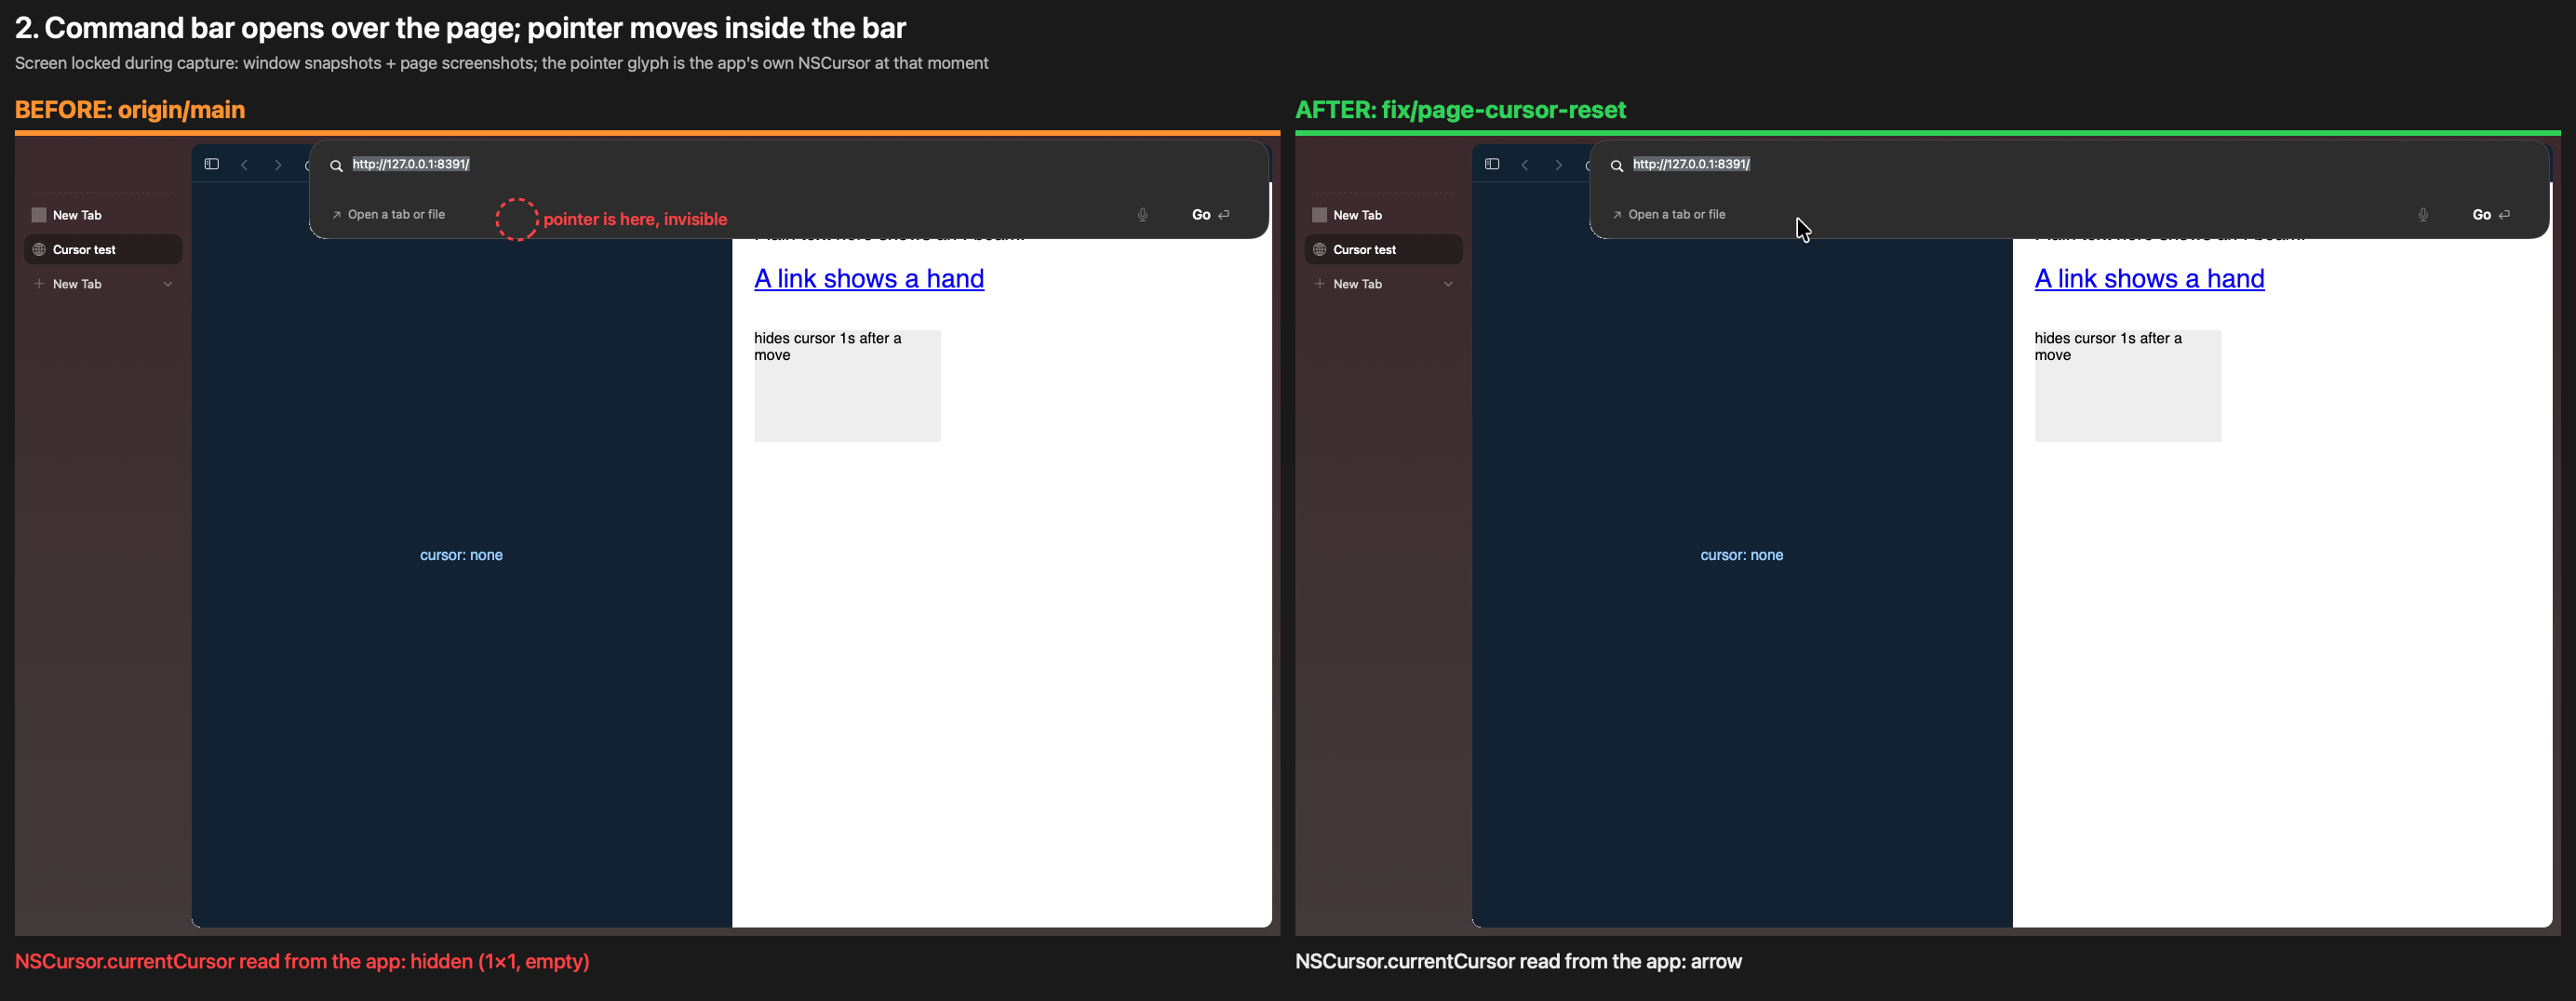 2. Command bar opens over the page; pointer moves inside the bar
Screen locked during capture: window snapshots + page screenshots; the pointer glyph is the app's own NSCursor at that moment
BEFORE: origin/main
http://127.0.0.1:8391/
Open a tab or file
pointer is here, invisible
Go
New Tab
Cursor test
New Tab
A link shows a hand
hides cursor 1s after a
move
cursor: none
NSCursor.currentCursor read from the app: hidden (1×1, empty)
AFTER: fix/page-cursor-reset
http://127.0.0.1:8391/
Open a tab or file
Go
New Tab
Cursor test
New Tab
A link shows a hand
hides cursor 1s after a
move
cursor: none
NSCursor.currentCursor read from the app: arrow